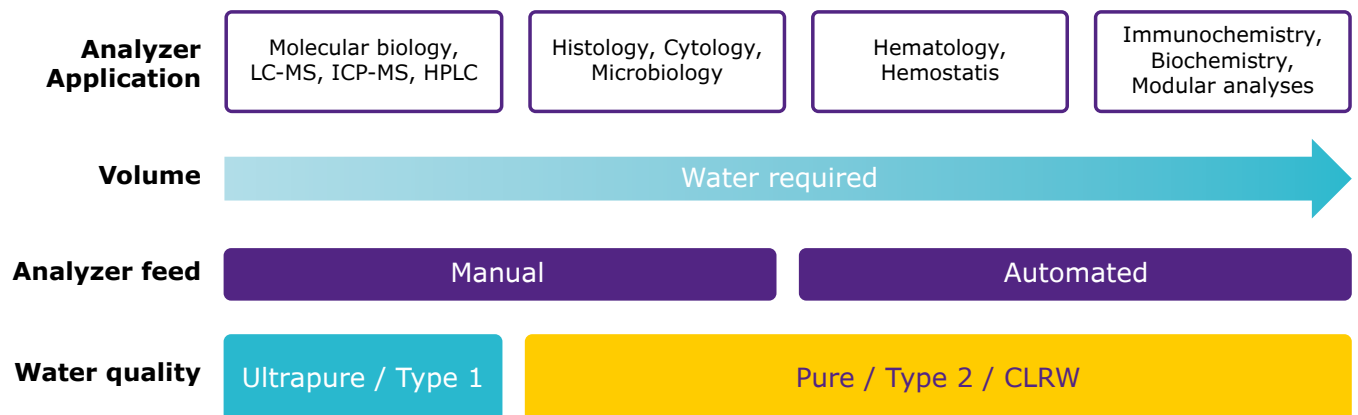 Analyzer
Application
Molecular biology,
LC-MS, ICP-MS, HPLC
Histology, Cytology,
Microbiology
Hematology,
Hemostatis
Immunochemistry,
Biochemistry,
Modular analyses
Volume
Water required
Analyzer feed
Manual
Automated
Water quality
Ultrapure / Type 1
Pure / Type 2 / CLRW